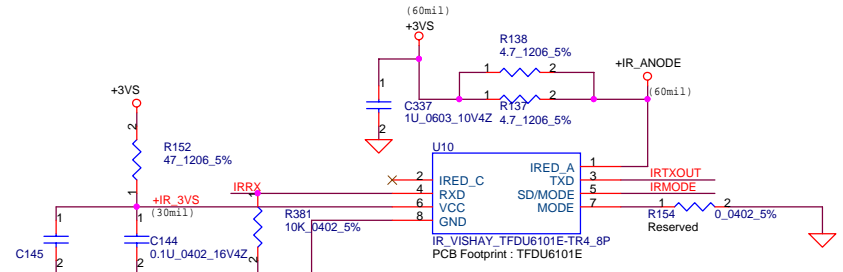 (60mil)
+3VS
R138
4.7_1206_5%
1
2
+IR_ANODE
(60mil)
1
2
R137
4.7_1206_5%
1
C337
1U_0603_10V4Z
2
+3VS
2
R152
47_1206_5%
1
+IR_3VS
(30mil)
U10
IRED_A
1
2
IRED_C
TXD
3
IRTXOUT
IRRX
4
RXD
SD/MODE
5
IRMODE
6
VCC
MODE
7
8
GND
1
2
R154
0_0402_5%
Reserved
IR_VISHAY_TFDU6101E-TR4_8P
PCB Footprint : TFDU6101E
1
R381
10K_0402_5%
2
1
C145
2
1
C144
0.1U_0402_16V4Z
2